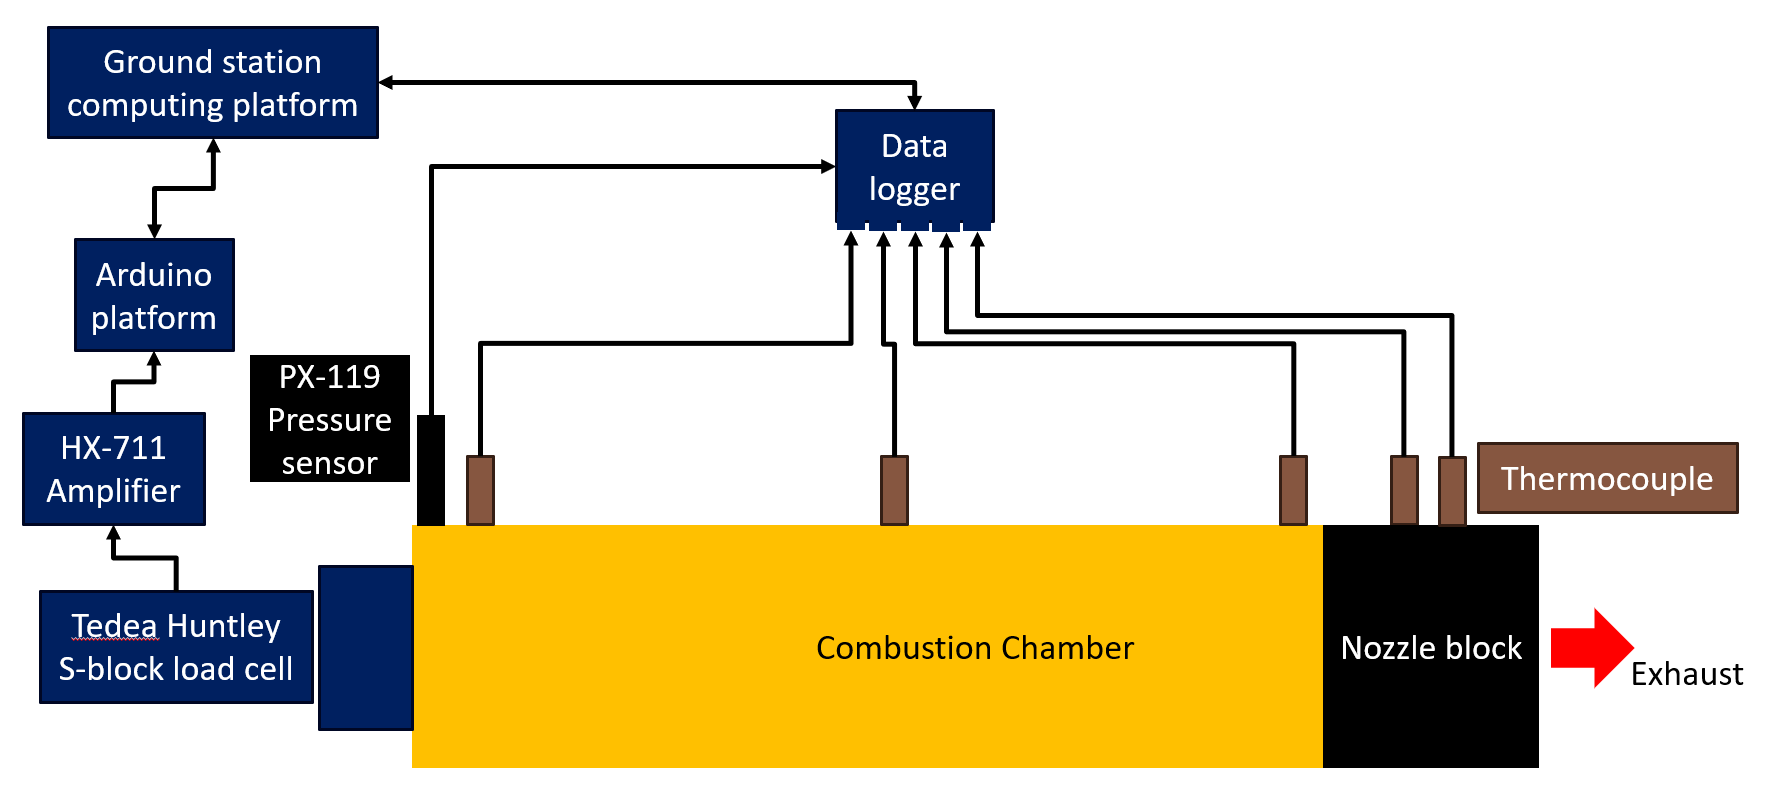 Ground station
computing platform
Data
logger
Arduino
platform
PX-119
Pressure
sensor
HX-711
Amplifier
Thermocouple
Tedea Huntley
S-block load cell
Combustion Chamber
Nozzle block
Exhaust